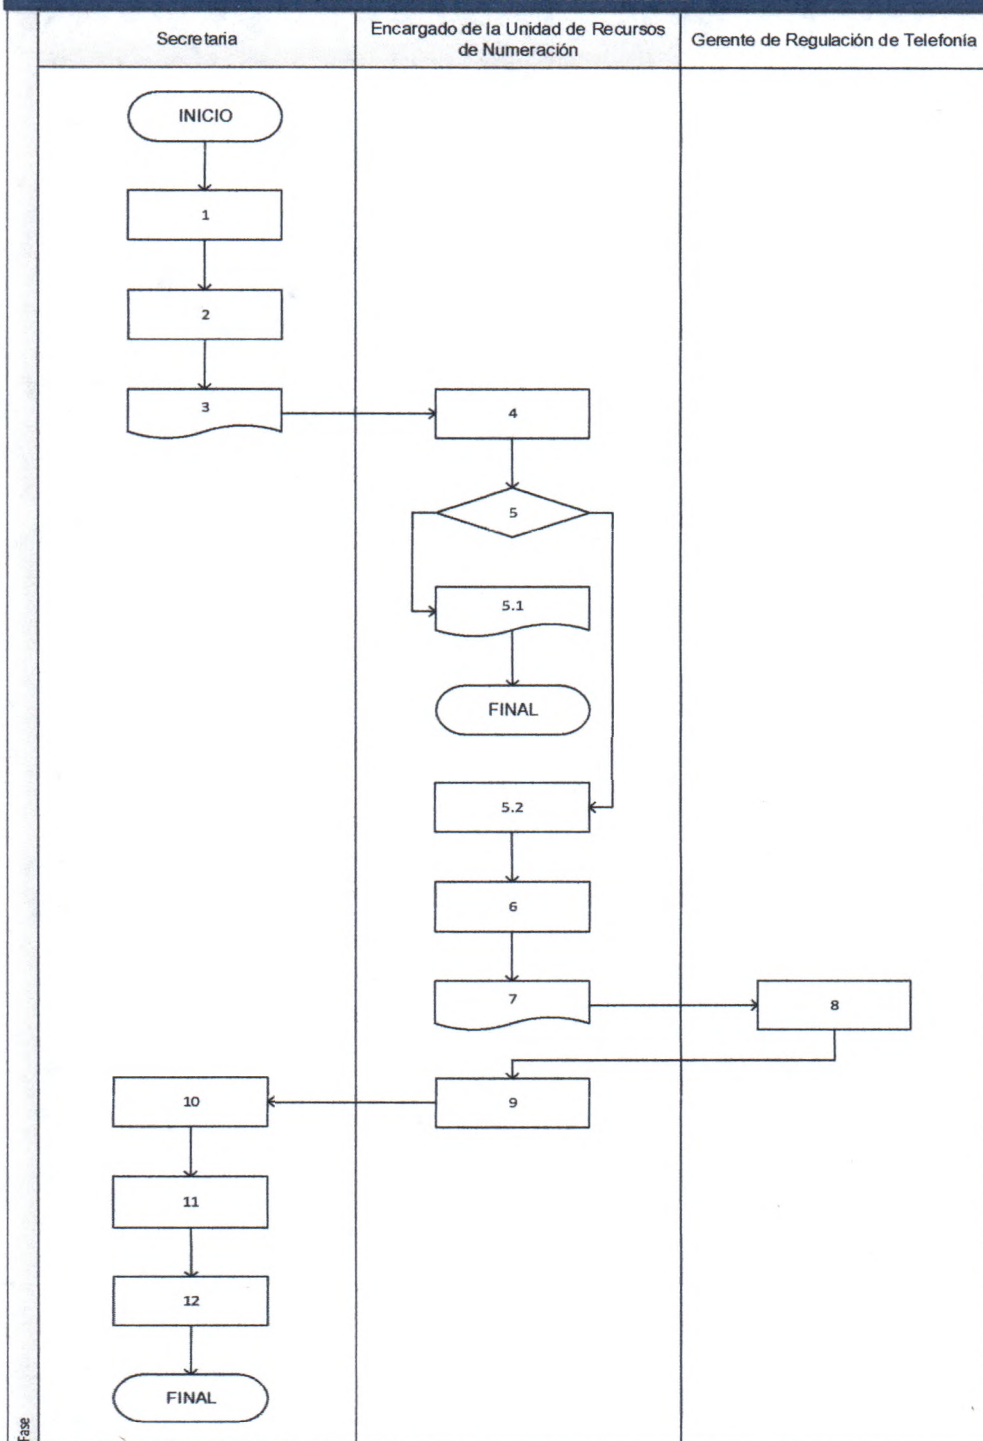 Secretaria
Encargado de la Unidad de Recursos
de Numeración
Gerente de Regulación de Telefonía
INICIO
1
2
3
4
5
5.1
FINAL
5.2
6
7
8
9
10
11
12
FINAL
Fase